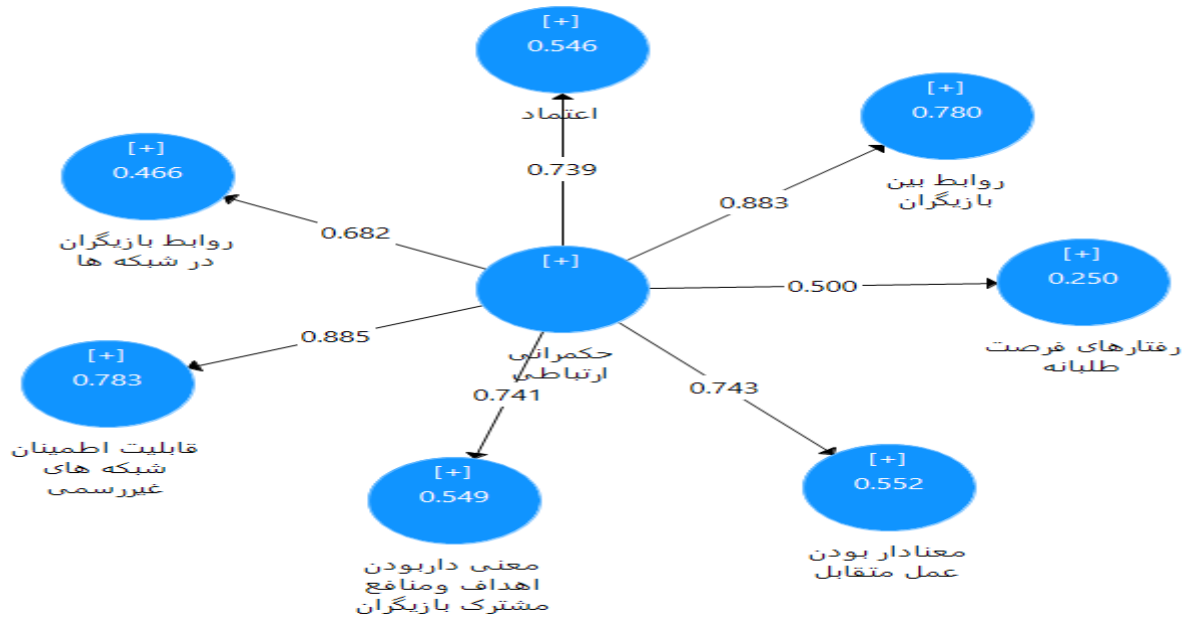 [+]
0.546
اعتماد
[+]
0.780
روابط بین
بازیگران
[+]
0.466
روابط بازیگران
در شبکه ها
0.739
0.883
0.682
[+]
حکمرانی
ارتباطی
0.500
[+]
0.250
رفتارهای فرصت
طلبانه
0.885
[+]
0.783
قابلیت اطمینان
شبکه های
غیررسمی
0.741
0.743
[+]
0.549
معنی داربودن
اهداف ومنافع
مشترک بازیگران
[+]
0.552
معنادار بودن
عمل متقابل